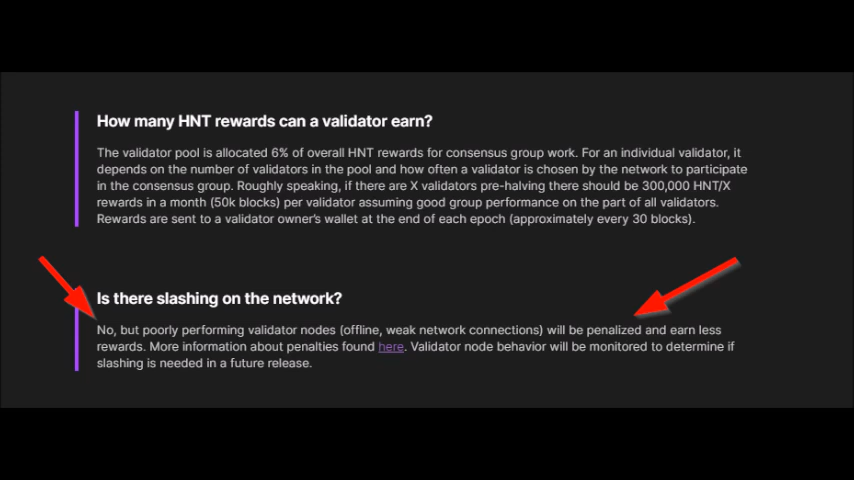 How many HNT rewards can a validator earn?
The validator pool is allocated 6% of overall HNT rewards for consensus group work. For an individual validator, it
depends on the number of validators in the pool and how often a validator is chosen by the network to participate
in the consensus group. Roughly speaking, if there are X validators pre-halving there should be 300,000 HNT/X
rewards in a month (50k blocks) per validator assuming good group performance on the part of all validators.
Rewards are sent to a validator owner's wallet at the end of each epoch (approximately every 30 blocks).
Is there slashing on the network?
No, but poorly performing validator nodes (offline, weak network connections) will be penalized and earn less
rewards. More information about penalties found here. Validator node behavior will be monitored to determine if
slashing is needed in a future release.